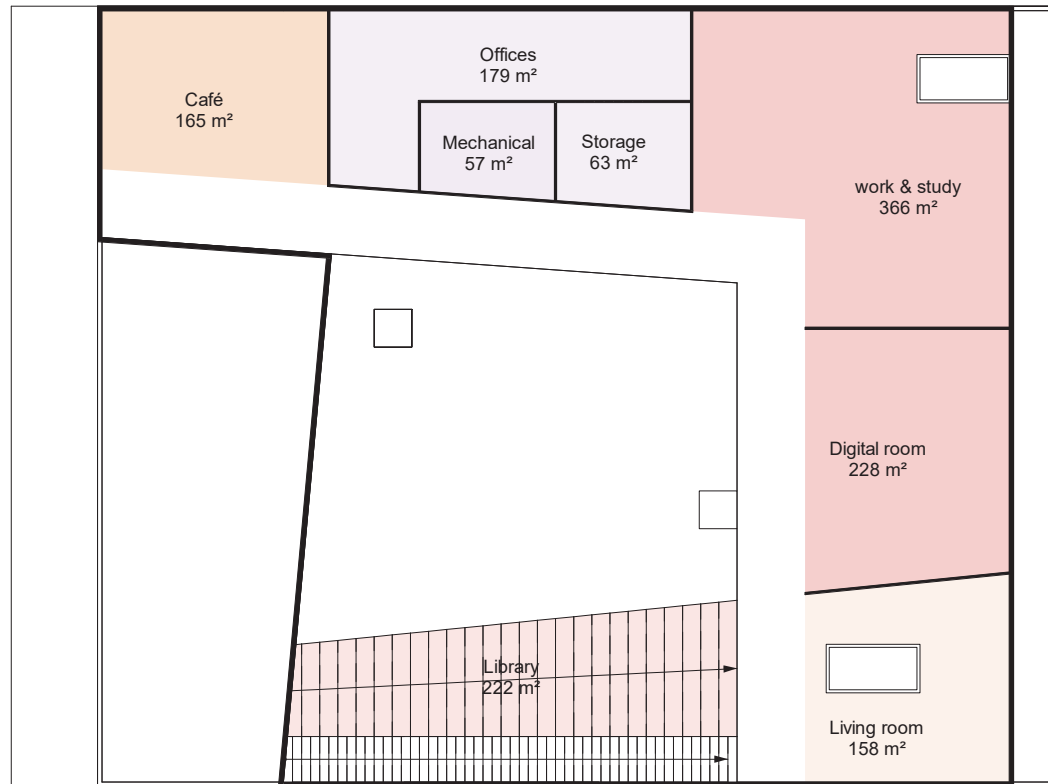 Offices
179 m²
Café
165 m²
Mechanical
57 m²
Storage
63 m²
work & study
366 m²
Digital room
228 m²
Library
222 m²
Living room
158 m²